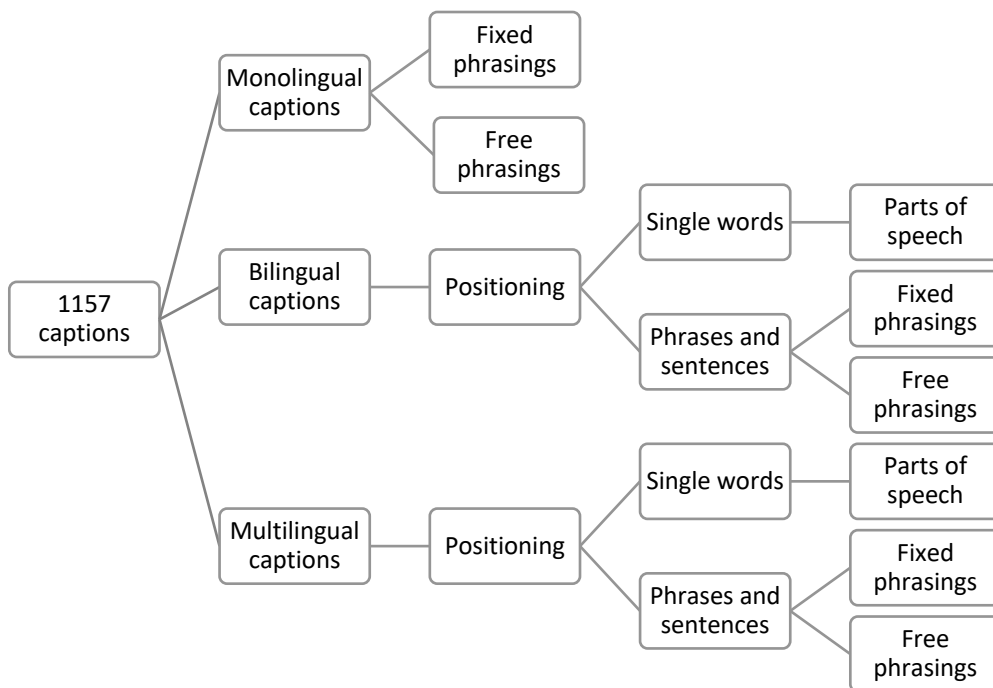 1157
captions
Monolingual
captions
Fixed
phrasings
Free
phrasings
Bilingual
captions
Positioning
Single words
Parts of
speech
Phrases and
sentences
Fixed
phrasings
Free
phrasings
Multilingual
captions
Positioning
Single words
Parts of
speech
Phrases and
sentences
Fixed
phrasings
Free
phrasings